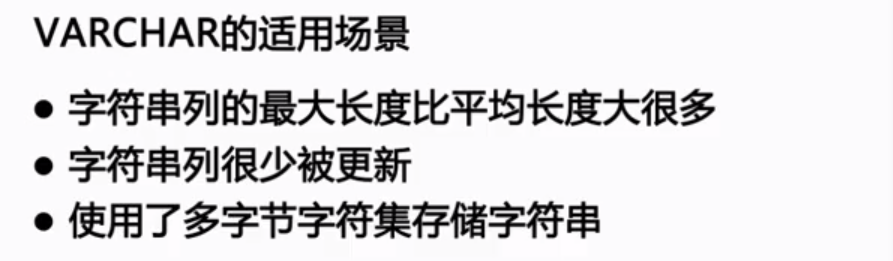 VARCHAR的适用场景
● 字符串列的最大长度比平均长度大很多
● 字符串列很少被更新
● 使用了多字节字符集存储字符串